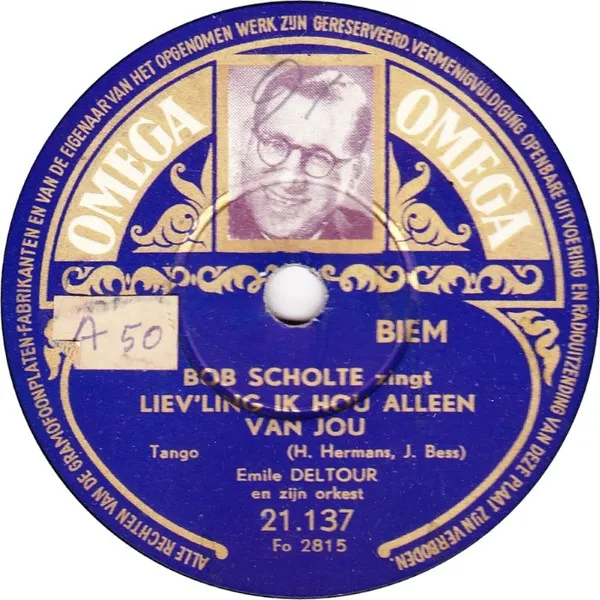 ALLE RECHTEN VAN DE GRAMOFOONPLATEN-FABRIKANTEN EN VAN DE EIGENAAR VAN HET OPGENOMEN WERK ZIJN GERESERVEERD. VERMENIGVULDIGING OPENBARE UITVOERING EN RADIOUITZENDING VAN DEZE PLAAT ZIJN VERBODEN.
OMEGA OMEGA
A 50
BIEM
BOB SCHOLTE zingt
LIEV'LING IK HOU ALLEEN
VAN JOU
Tango (H. Hermans, J. Bess)
Emile DELTOUR
en zijn orkest
21.137
Fo 2815